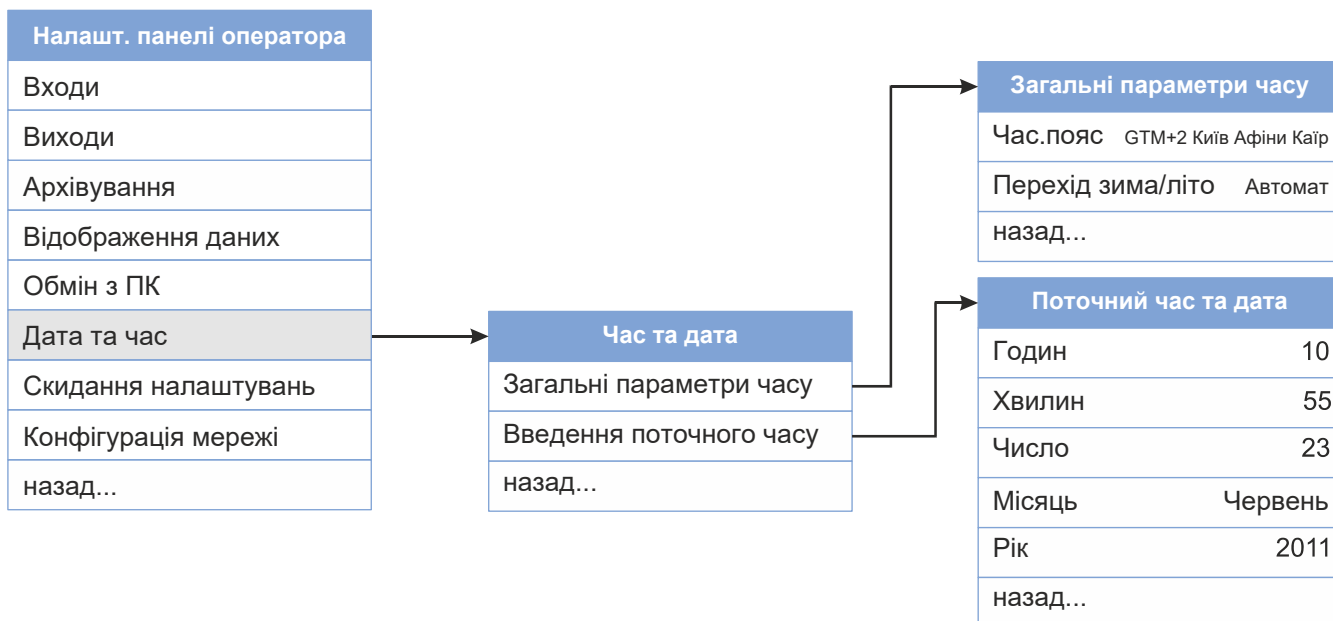 Налашт. панелі оператора
Входи
Виходи
Архівування
Відображення даних
Обмін з ПК
Дата та час
Скидання налаштувань
Конфігурація мережі
назад...
Час та дата
Загальні параметри часу
Введення поточного часу
назад...
Загальні параметри часу
Час.пояс GTM+2 Київ Афіни Каїр
Перехід зима/літо Автомат
назад...
Поточний час та дата
Годин 10
Хвилин 55
Число 23
Місяць Червень
Рік 2011
назад...